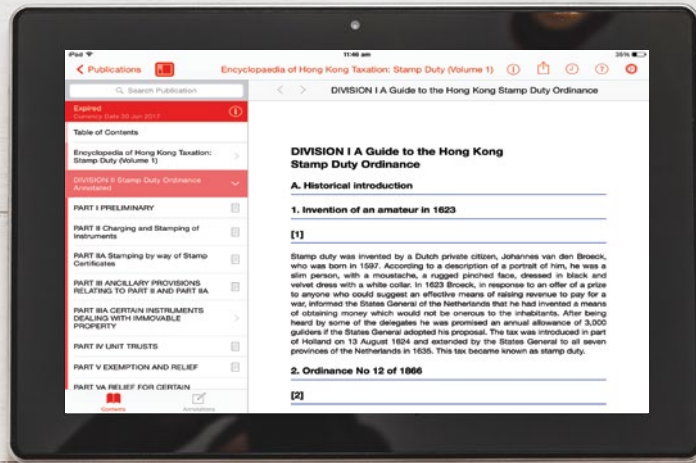 iPad
11:46 am
35%
Publications
Encyclopaedia of Hong Kong Taxation: Stamp Duty (Volume 1)
Search Publication
DIVISION I A Guide to the Hong Kong Stamp Duty Ordinance
Expired
Currency Date 30 Jun 2017
Table of Contents
Encyclopedia of Hong Kong Taxation:
Stamp Duty (Volume 1)
DIVISION II Stamp Duty Ordinance
Annotated
PART I PRELIMINARY
PART II Charging and Stamping of
Instruments
PART IIA Stamping by way of Stamp
Certificates
PART III ANCILLARY PROVISIONS
RELATING TO PART II AND PART IIA
PART IIIA CERTAIN INSTRUMENTS
DEALING WITH IMMOVABLE
PROPERTY
PART IV UNIT TRUSTS
PART V EXEMPTION AND RELIEF
PART VA RELIEF FOR CERTAIN
Contents
Annotations
DIVISION I A Guide to the Hong Kong
Stamp Duty Ordinance
A. Historical introduction
1. Invention of an amateur in 1623
[1]
Stamp duty was invented by a Dutch private citizen, Johannes van den Broeck,
who was born in 1597. According to a description of a portrait of him, he was a
slim person, with a moustache, a rugged pinched face, dressed in black and
velvet dress with a white collar. In 1623 Broeck, in response to an offer of a prize
to anyone who could suggest an effective means of raising revenue to pay for a
war, informed the States General of the Netherlands that he had invented a means
of obtaining money which would not be onerous to the inhabitants. After being
heard by some of the delegates he was promised an annual allowance of 3,000
guilders if the States General adopted his proposal. The tax was introduced in part
of Holland on 13 August 1624 and extended by the States General to all seven
provinces of the Netherlands in 1635. This tax became known as stamp duty.
2. Ordinance No 12 of 1866
[2]